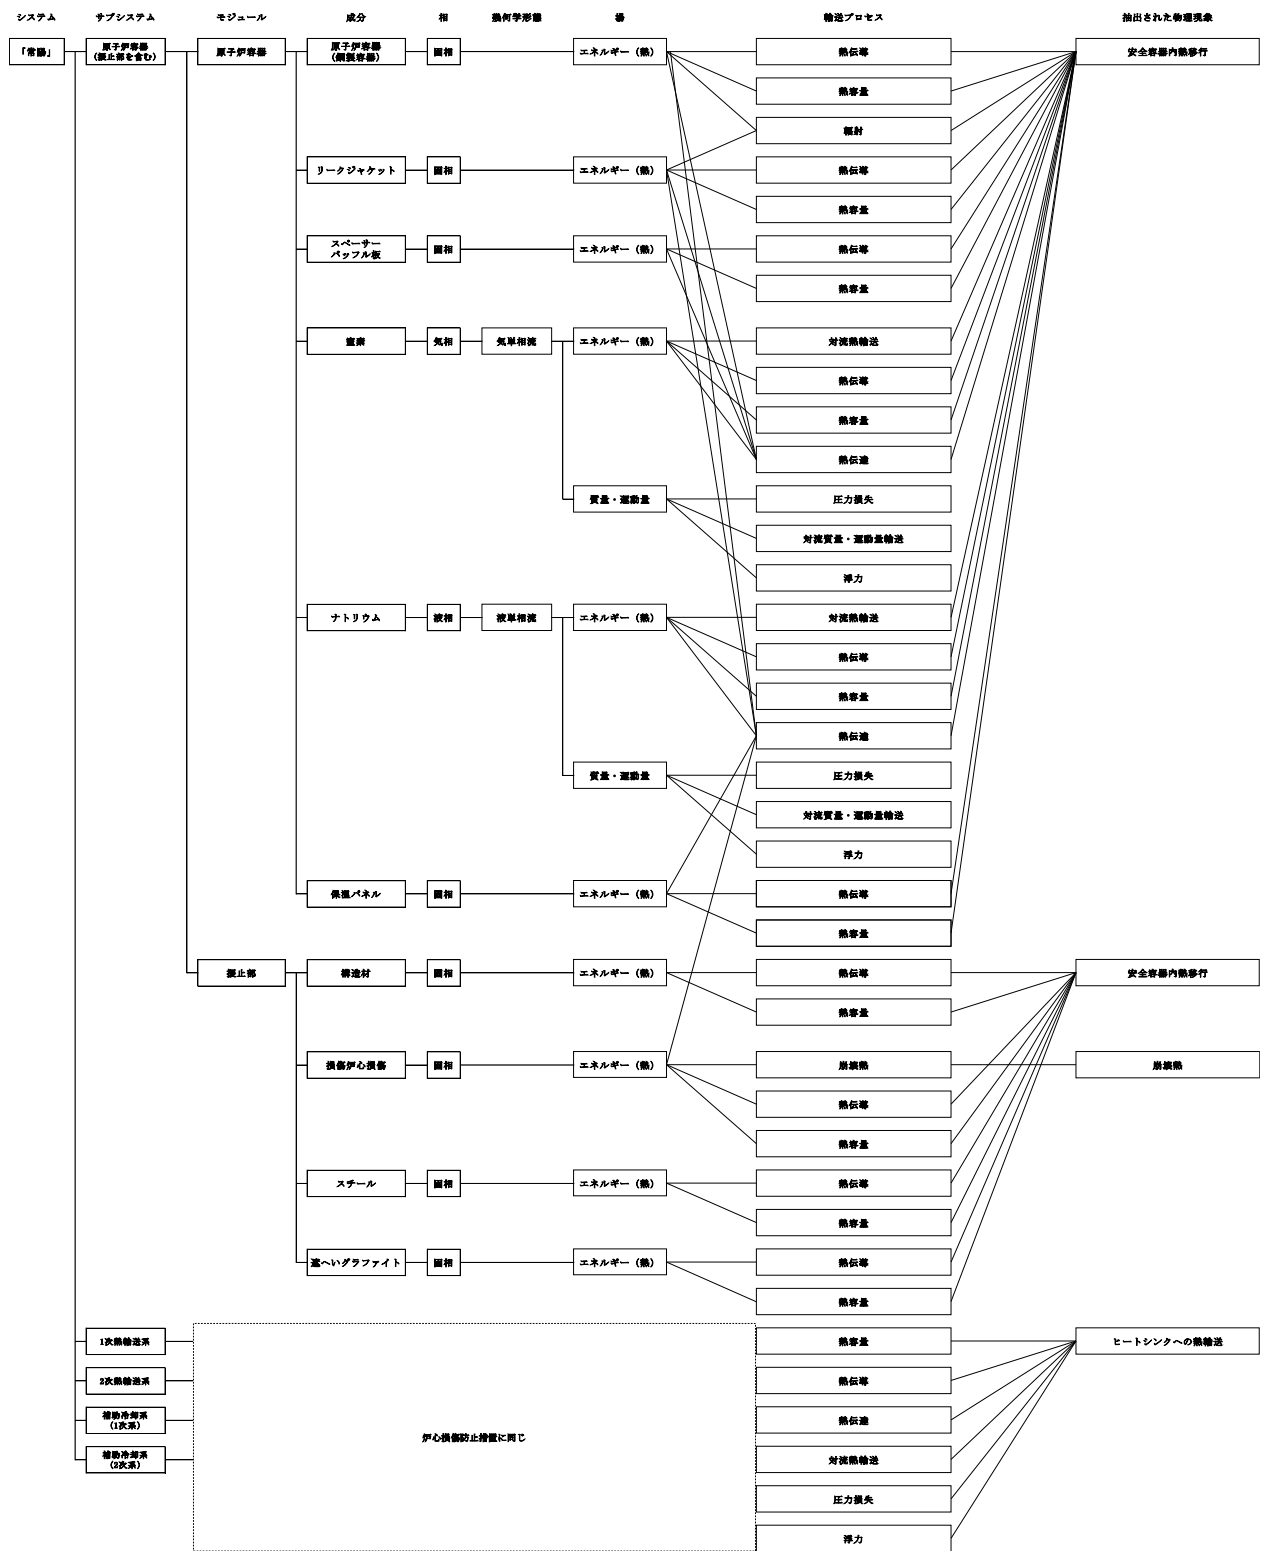 システム
サブシステム
モジュール
成分
相
幾何学形態
場
輸送プロセス
抽出された物理現象
「常陽」
原子炉容器
(振止部を含む)
原子炉容器
原子炉容器
(鋼製容器)
固相
エネルギー（熱）
熱伝導
安全容器内熱移行
熱容量
輻射
リークジャケット
固相
エネルギー（熱）
熱伝導
熱容量
スペーサー
バッフル板
固相
エネルギー（熱）
熱伝導
熱容量
窒素
気相
気単相流
エネルギー（熱）
対流熱輸送
熱伝導
熱容量
熱伝達
質量・運動量
圧力損失
対流質量・運動量輸送
浮力
ナトリウム
液相
液単相流
エネルギー（熱）
対流熱輸送
熱伝導
熱容量
熱伝達
質量・運動量
圧力損失
対流質量・運動量輸送
浮力
保温パネル
固相
エネルギー（熱）
熱伝導
熱容量
振止部
構造材
固相
エネルギー（熱）
熱伝導
安全容器内熱移行
熱容量
損傷炉心損傷
固相
エネルギー（熱）
崩壊熱
崩壊熱
熱伝導
熱容量
スチール
固相
エネルギー（熱）
熱伝導
熱容量
遮へいグラファイト
固相
エネルギー（熱）
熱伝導
熱容量
1次熱輸送系
熱容量
ヒートシンクへの熱輸送
2次熱輸送系
熱伝導
補助冷却系
(1次系)
熱伝達
炉心損傷防止措置に同じ
補助冷却系
(2次系)
対流熱輸送
圧力損失
浮力